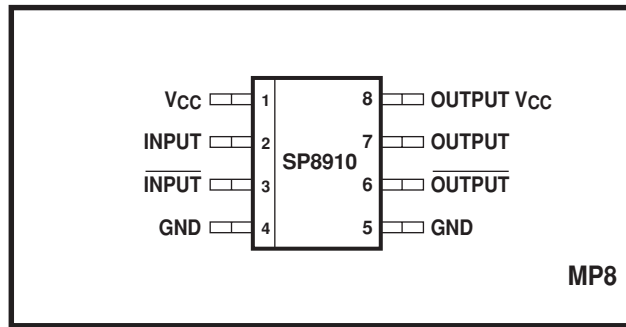 VCC 1 8 OUTPUT VCC
INPUT 2 7 OUTPUT
SP8910
INPUT 3 6 OUTPUT
GND 4 5 GND
MP8